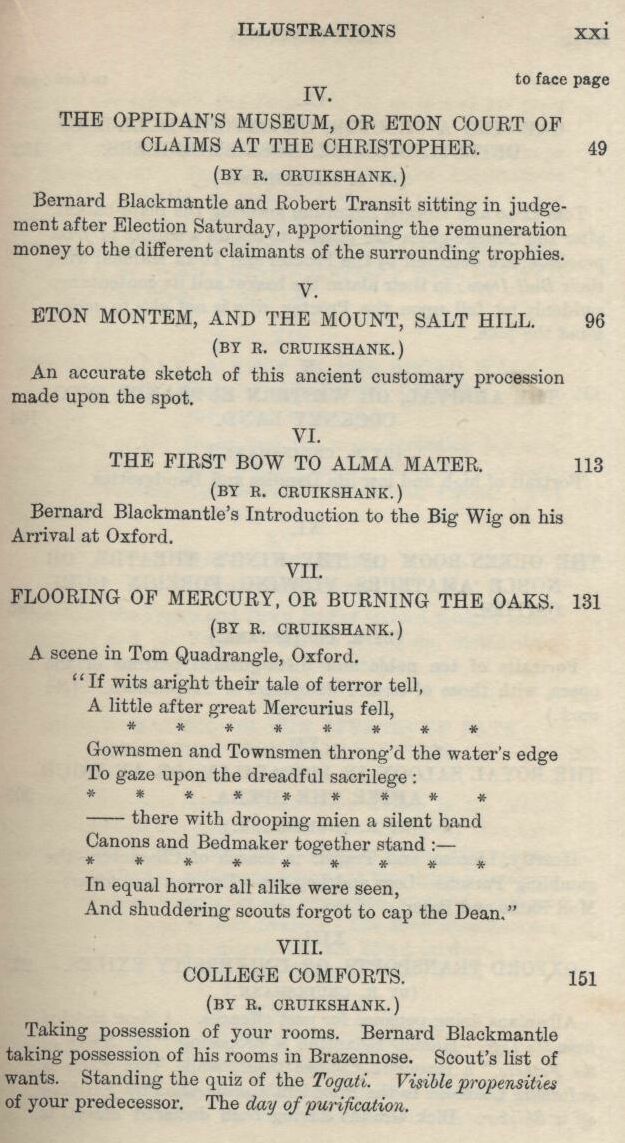 ILLUSTRATIONS xxi
to face page
IV.
THE OPPIDAN'S MUSEUM, OR ETON COURT OF
CLAIMS AT THE CHRISTOPHER. 49
(BY R. CRUIKSHANK.)
Bernard Blackmantle and Robert Transit sitting in judge-
ment after Election Saturday, apportioning the remuneration
money to the different claimants of the surrounding trophies.
V.
ETON MONTEM, AND THE MOUNT, SALT HILL. 96
(BY R. CRUIKSHANK.)
An accurate sketch of this ancient customary procession
made upon the spot.
VI.
THE FIRST BOW TO ALMA MATER. 113
(BY R. CRUIKSHANK.)
Bernard Blackmantle's Introduction to the Big Wig on his
Arrival at Oxford.
VII.
FLOORING OF MERCURY, OR BURNING THE OAKS. 131
(BY R. CRUIKSHANK.)
A scene in Tom Quadrangle, Oxford.
"If wits aright their tale of terror tell,
A little after great Mercurius fell,
* * * * * * * *
Gownsmen and Townsmen throng'd the water's edge
To gaze upon the dreadful sacrilege :
* * * * * * * * *
—— there with drooping mien a silent band
Canons and Bedmaker together stand :—
* * * * * * * * *
In equal horror all alike were seen,
And shuddering scouts forgot to cap the Dean."
VIII.
COLLEGE COMFORTS. 151
(BY R. CRUIKSHANK.)
Taking possession of your rooms. Bernard Blackmantle
taking possession of his rooms in Brazennose. Scout's list of
wants. Standing the quiz of the Togati. Visible propensities
of your predecessor. The day of purification.